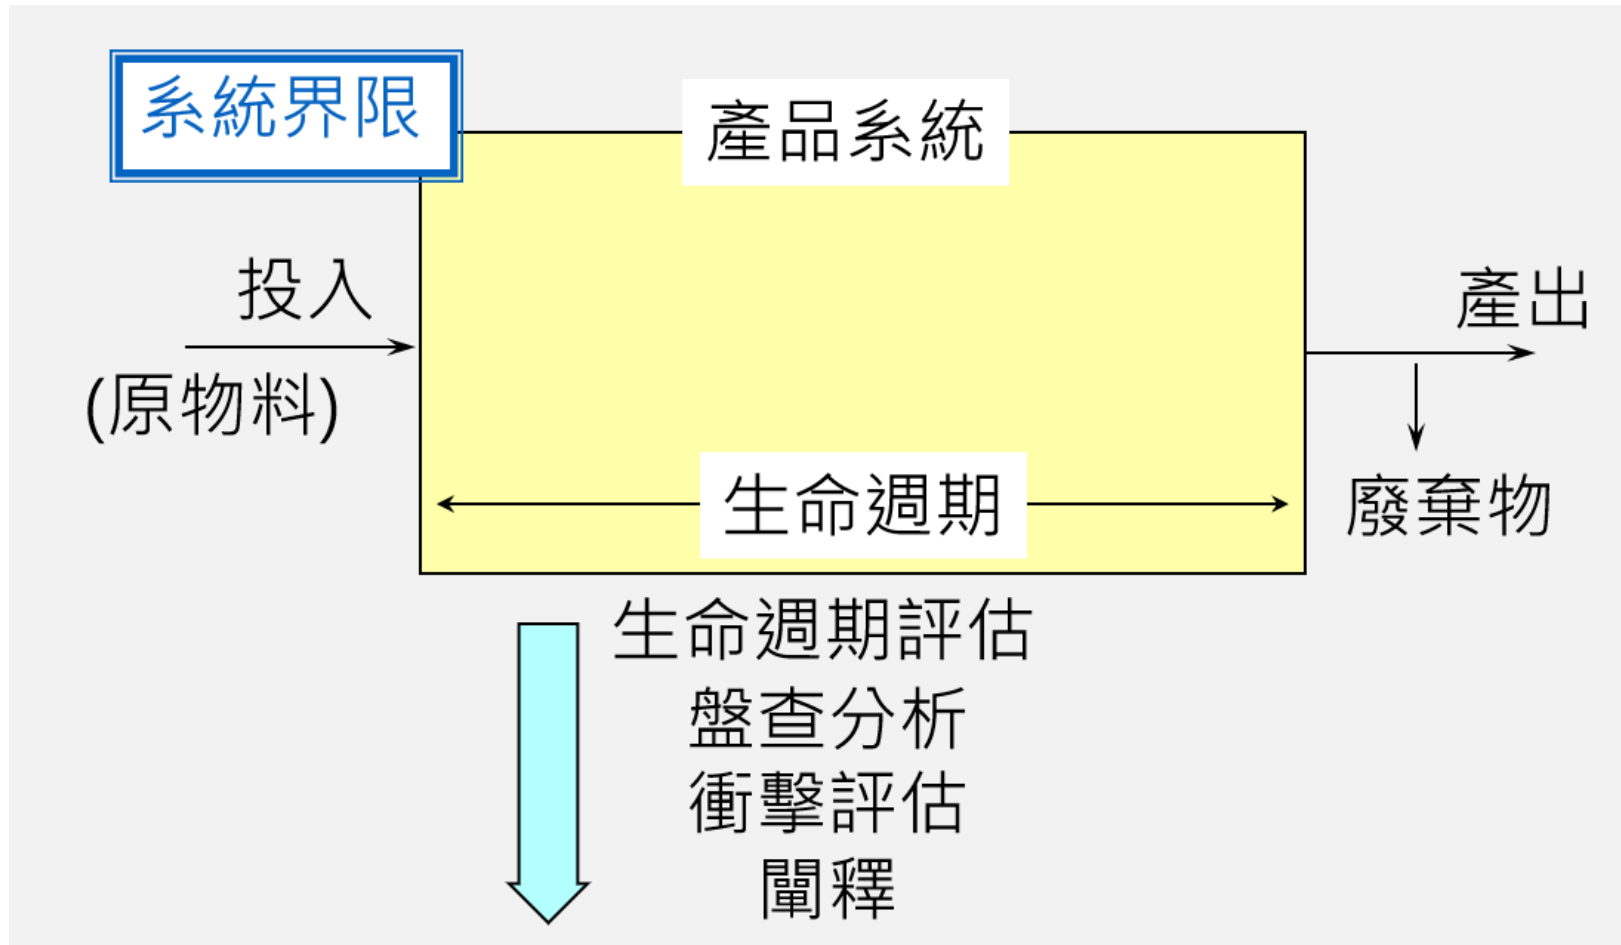 系統界限
產品系統
投入
(原物料)
產出
廢棄物
生命週期
生命週期評估
盤查分析
衝擊評估
闡釋